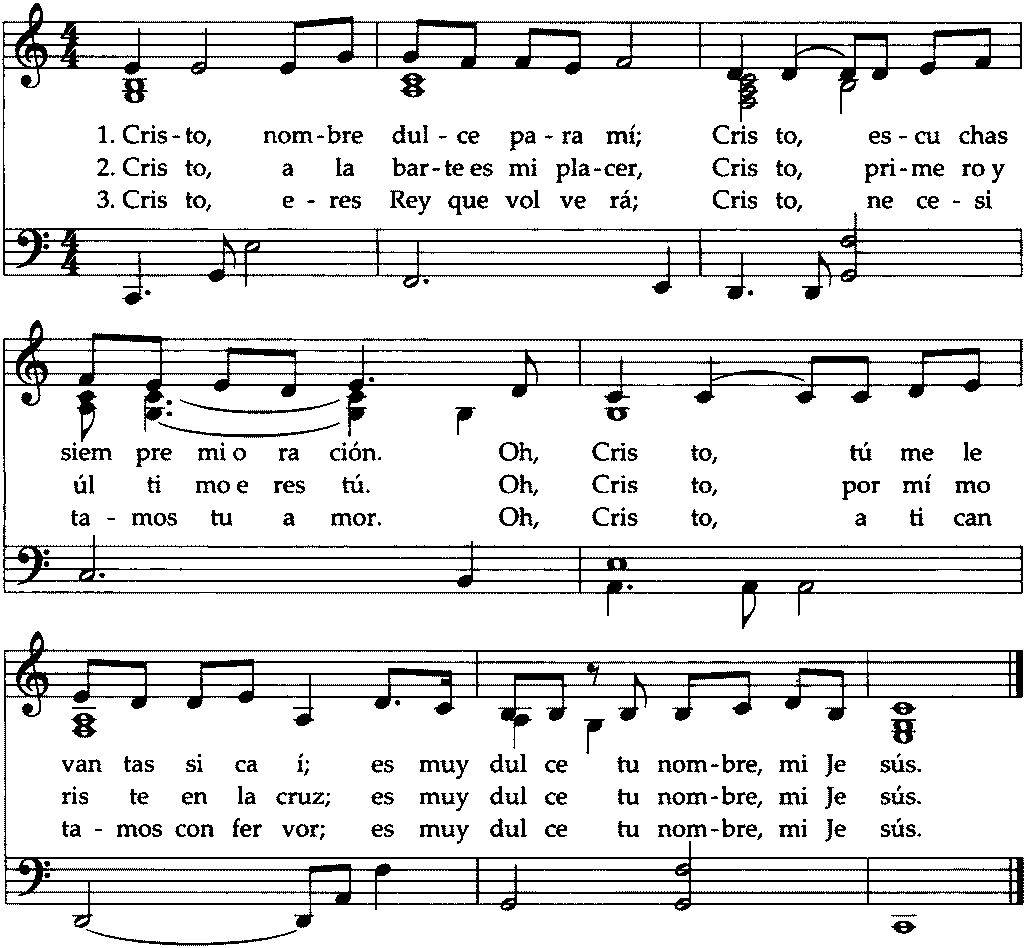 1. Cris-to, nom-bre dul-ce pa-ra mí; Cris to, es-cu chas
2. Cris to, a la bar-te es mi pla-cer, Cris to, pri-me ro y
3. Cris to, e-res Rey que vol ve rá; Cris to, ne ce-si
siem pre mi o ra ción. Oh, Cris to, tú me le
úl ti mo e res tú. Oh, Cris to, por mí mo
ta-mos tu a mor. Oh, Cris to, a ti can
van tas si ca í; es muy dul ce tu nom-bre, mi Je sús.
ris te en la cruz; es muy dul ce tu nom-bre, mi Je sús.
ta-mos con fer vor; es muy dul ce tu nom-bre, mi Je sús.